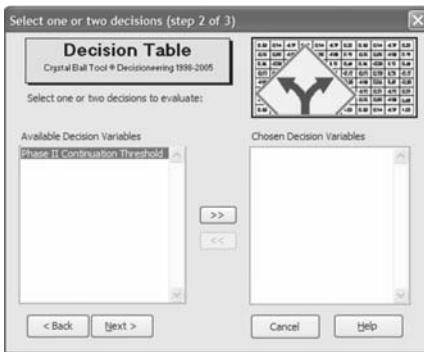 Select one or two decisions (step 2 of 3)
Decision Table
Crystal Ball Tool ® Decisioneering 1998-2005
Select one or two decisions to evaluate:
Available Decision Variables
Chosen Decision Variables
Phase II Continuation Threshold
>>
<<
< Back
Next >
Cancel
Help